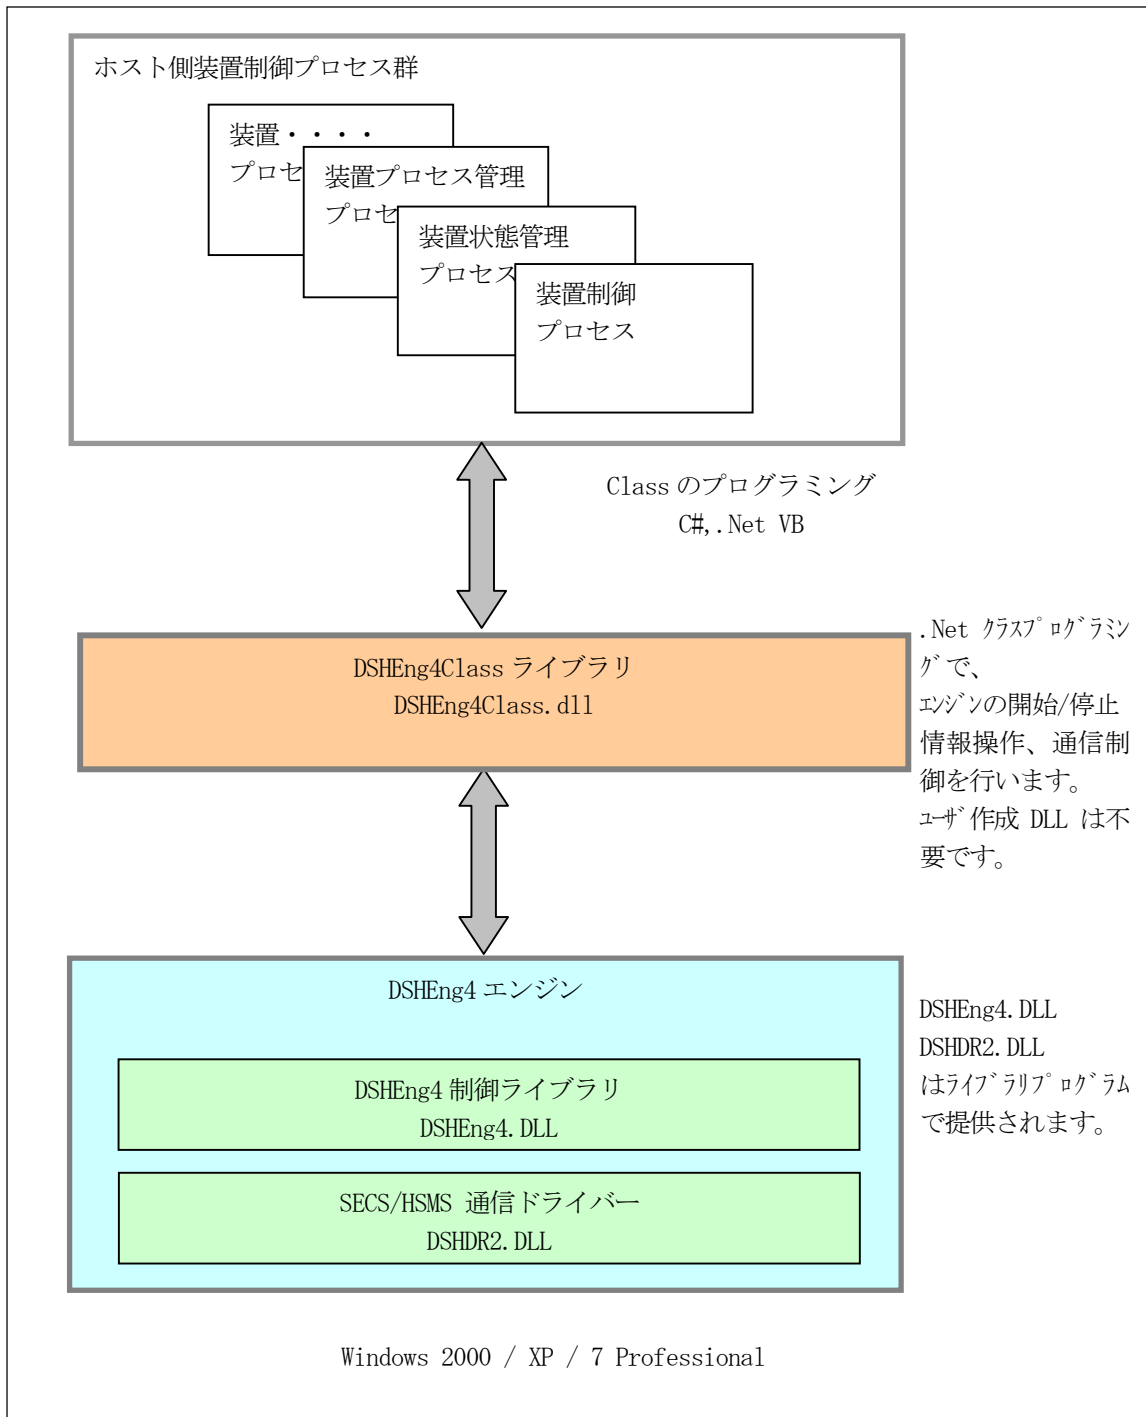 ホスト側装置制御プロセス群
装置・・・・
プロセ
装置プロセス管理
プロセ
装置状態管理
プロセス
装置制御
プロセス
Class のプログラミング
C#,.Net VB
DSHEng4Class ライブラリ
DSHEng4Class.dll
.Net クラスプログラミン
グで、
エンジンの開始/停止
情報操作、通信制
御を行います。
ユーザ作成 DLL は不
要です。
DSHEng4 エンジン
DSHEng4 制御ライブラリ
DSHEng4.DLL
SECS/HSMS 通信ドライバー
DSHDR2.DLL
DSHEng4.DLL
DSHDR2.DLL
はライブラリプログラム
で提供されます。
Windows 2000 / XP / 7 Professional